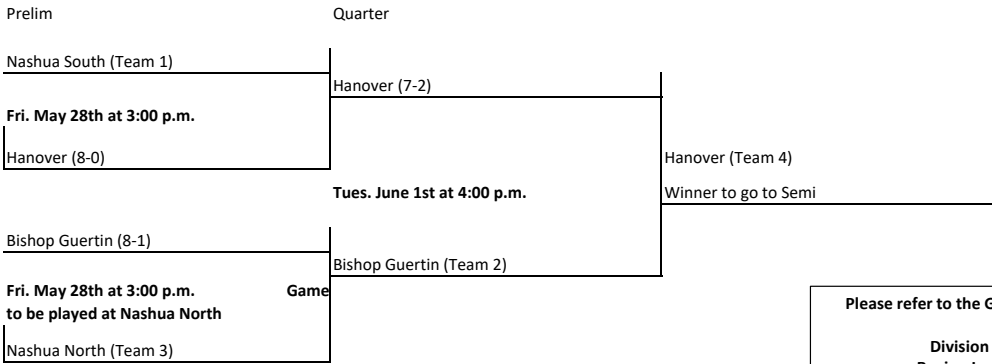 Prelim Quarter
Nashua South (Team 1)
Hanover (7-2)
Fri. May 28th at 3:00 p.m.
Hanover (8-0)
Hanover (Team 4)
Tues. June 1st at 4:00 p.m.
Winner to go to Semi
Bishop Guertin (8-1)
Bishop Guertin (Team 2)
Fri. May 28th at 3:00 p.m. Game
to be played at Nashua North
Please refer to the G
Nashua North (Team 3)
Division